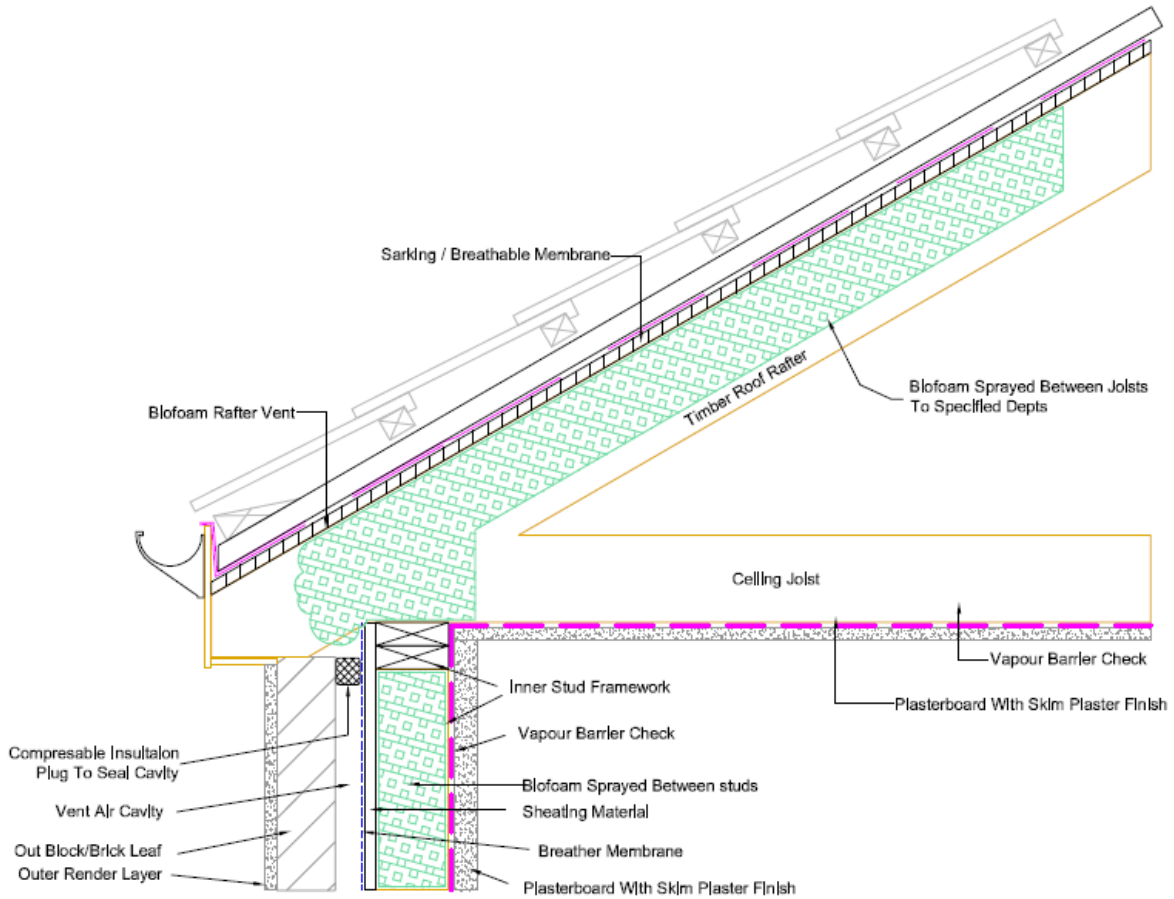 Sarking / Breathable Membrane
Biofoam Rafter Vent
Timber Roof Rafter
Biofoam Sprayed Between Joists
To Specified Depts
Ceiling Joist
Vapour Barrier Check
Plasterboard With Skim Plaster Finish
Inner Stud Framework
Vapour Barrier Check
Biofoam Sprayed Between studs
Sheating Material
Breather Membrane
Plasterboard With Skim Plaster Finish
Compresable Insultaion
Plug To Seal Cavity
Vent Air Cavity
Out Block/Brick Leaf
Outer Render Layer